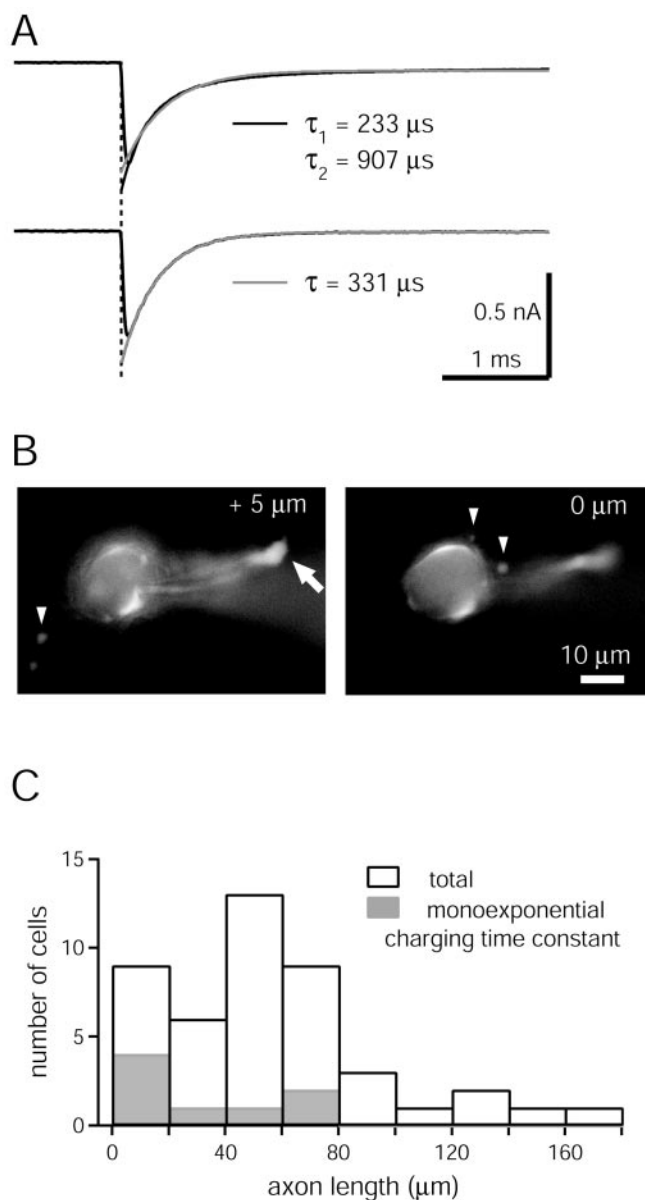 A
τ1 = 233 μs
τ2 = 907 μs
τ = 331 μs
0.5 nA
1 ms
B
+ 5 μm
0 μm
10 μm
C
15
10
5
0
number of cells
total
monoexponential
charging time constant
0 40 80 120 160
axon length (μm)